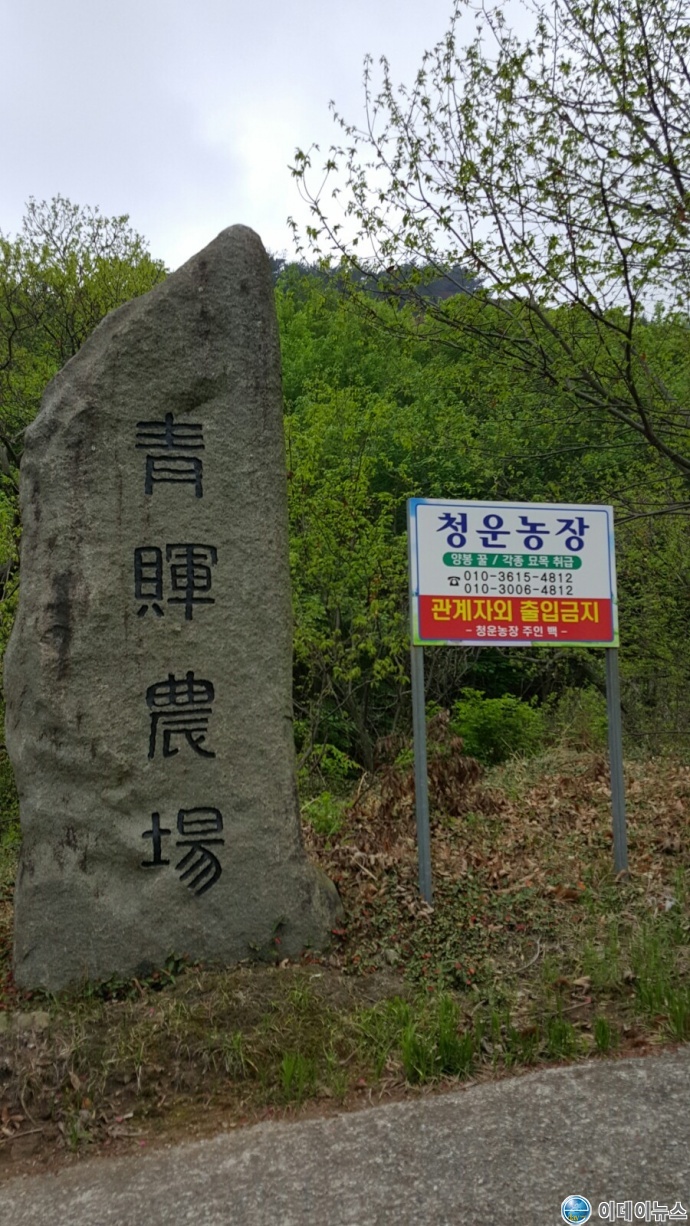 青
賱
農
場
청운농장
양봉 꿀 / 각종 묘목 취급
☎ 010-3615-4812
010-3006-4812
관계자외 출입금지
- 청운농장 주인 백 -
이데이뉴스